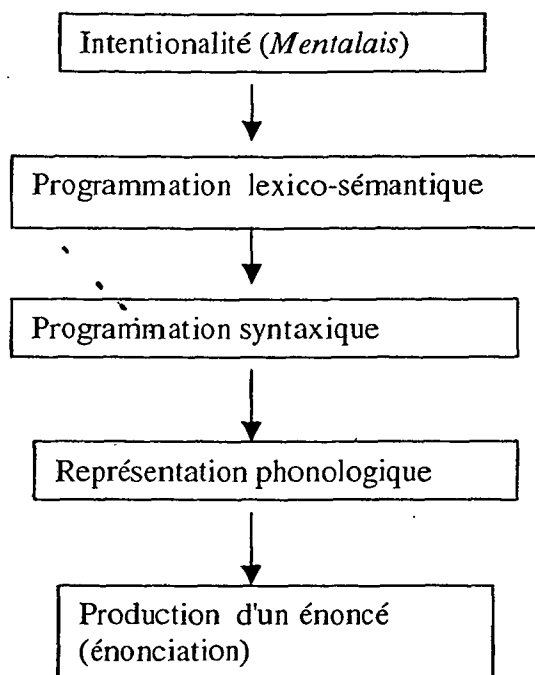 Intentionalité (Mentalais)
Programmation lexico-sémantique
Programmation syntaxique
Représentation phonologique
Production d'un énoncé
(énonciation)